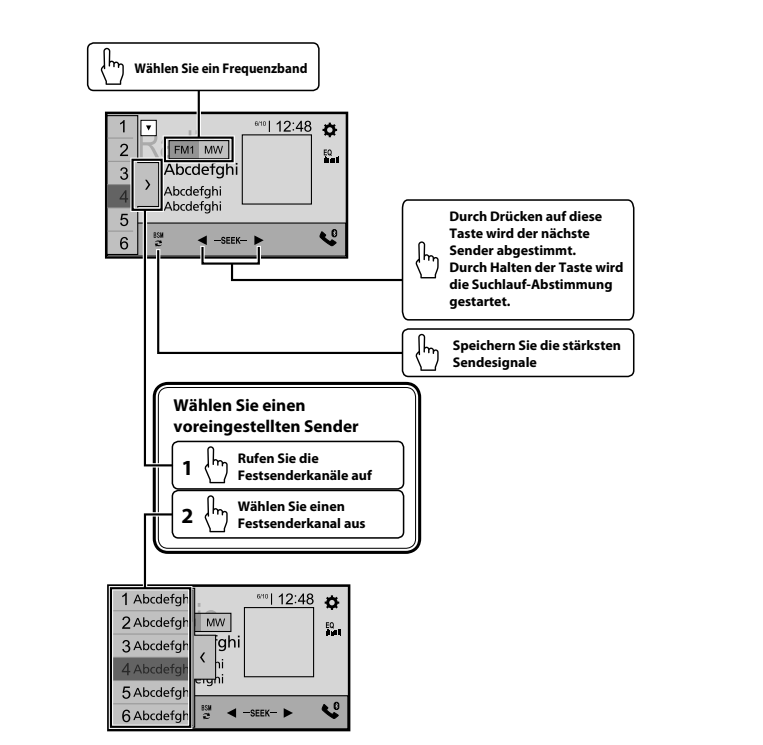 Wählen Sie ein Frequenzband
1
2
3
4
5
6
6/10 12:48
FM1 MW
EQ
Abcdefghi
Abcdefghi
Abcdefghi
BSM
SEEK
Durch Drücken auf diese
Taste wird der nächste
Sender abgestimmt.
Durch Halten der Taste wird
die Suchlauf-Abstimmung
gestartet.
Speichern Sie die stärksten
Sendesignale
Wählen Sie einen
voreingestellten Sender
1 Rufen Sie die
Festsenderkanäle auf
2 Wählen Sie einen
Festsenderkanal aus
1 Abcdefgh
2 Abcdefgh
3 Abcdefgh
4 Abcdefgh
5 Abcdefgh
6 Abcdefgh
6/10 12:48
MW
EQ
fghi
hi
efghi
BSM
SEEK